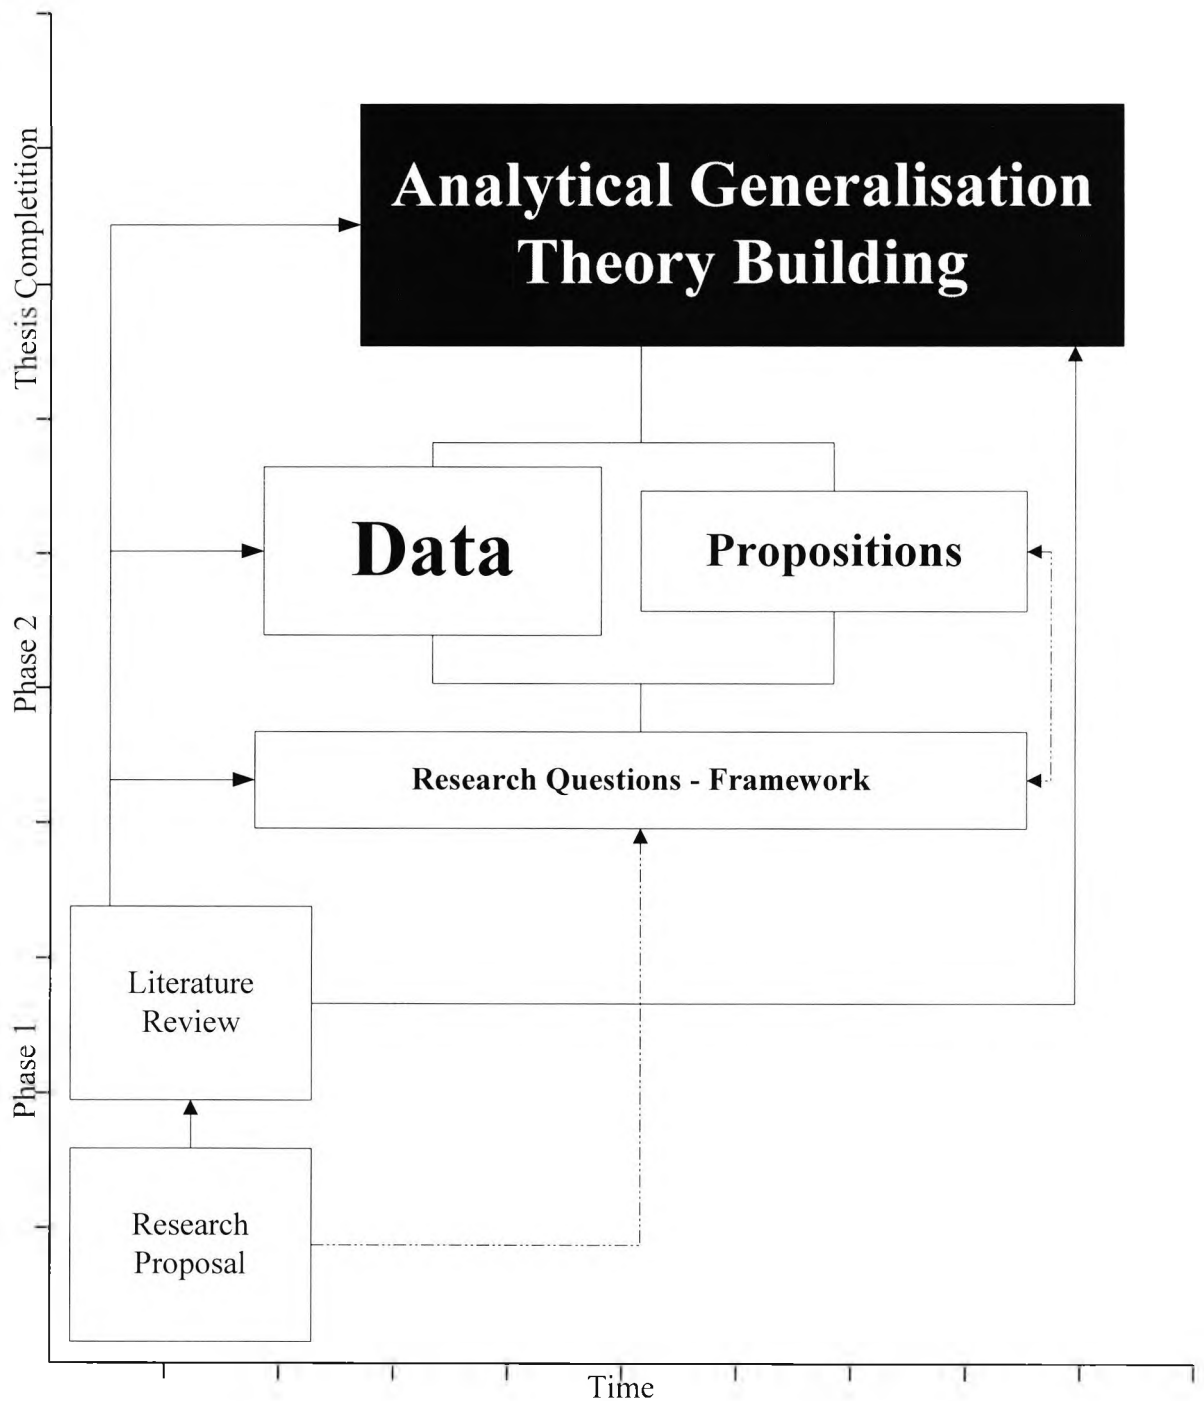 Analytical Generalisation
Theory Building
Thesis Completition
Data
Propositions
Phase 2
Research Questions - Framework
Literature
Review
Phase 1
Research
Proposal
Time